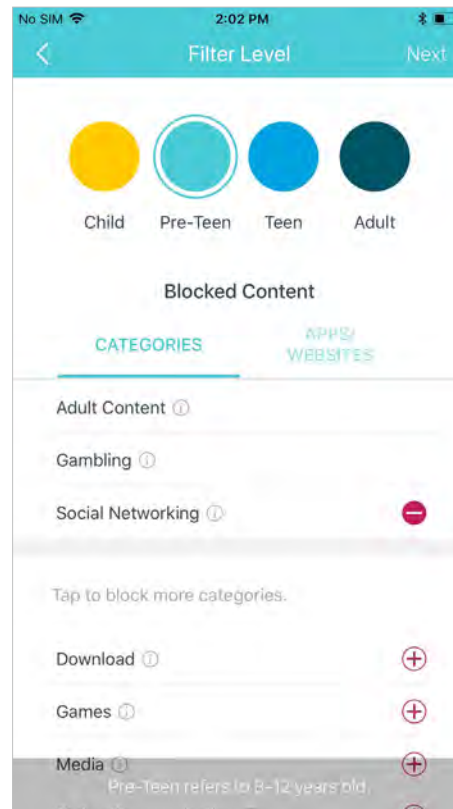 No SIM 2:02 PM
Filter Level Next
Child Pre-Teen Teen Adult
Blocked Content
CATEGORIES
APPS/
WEBSITES
Adult Content
Gambling
Social Networking
Tap to block more categories.
Download
Games
Media
Pre-Teen refers to 8-12 years old.